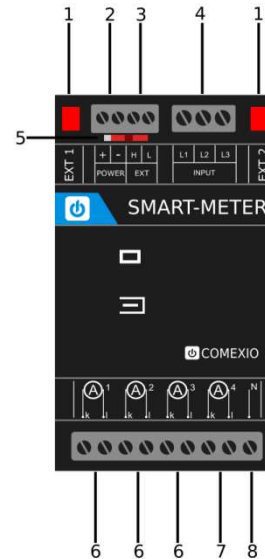 1 2 3 4 1
5
EXT 1
+ - H L
L1 L2 L3
EXT 2
POWER EXT
INPUT
SMART-METER
COMEXIO
A 1 A 2 A 3 A 4 N
k l k l k l k l
6 6 6 7 8